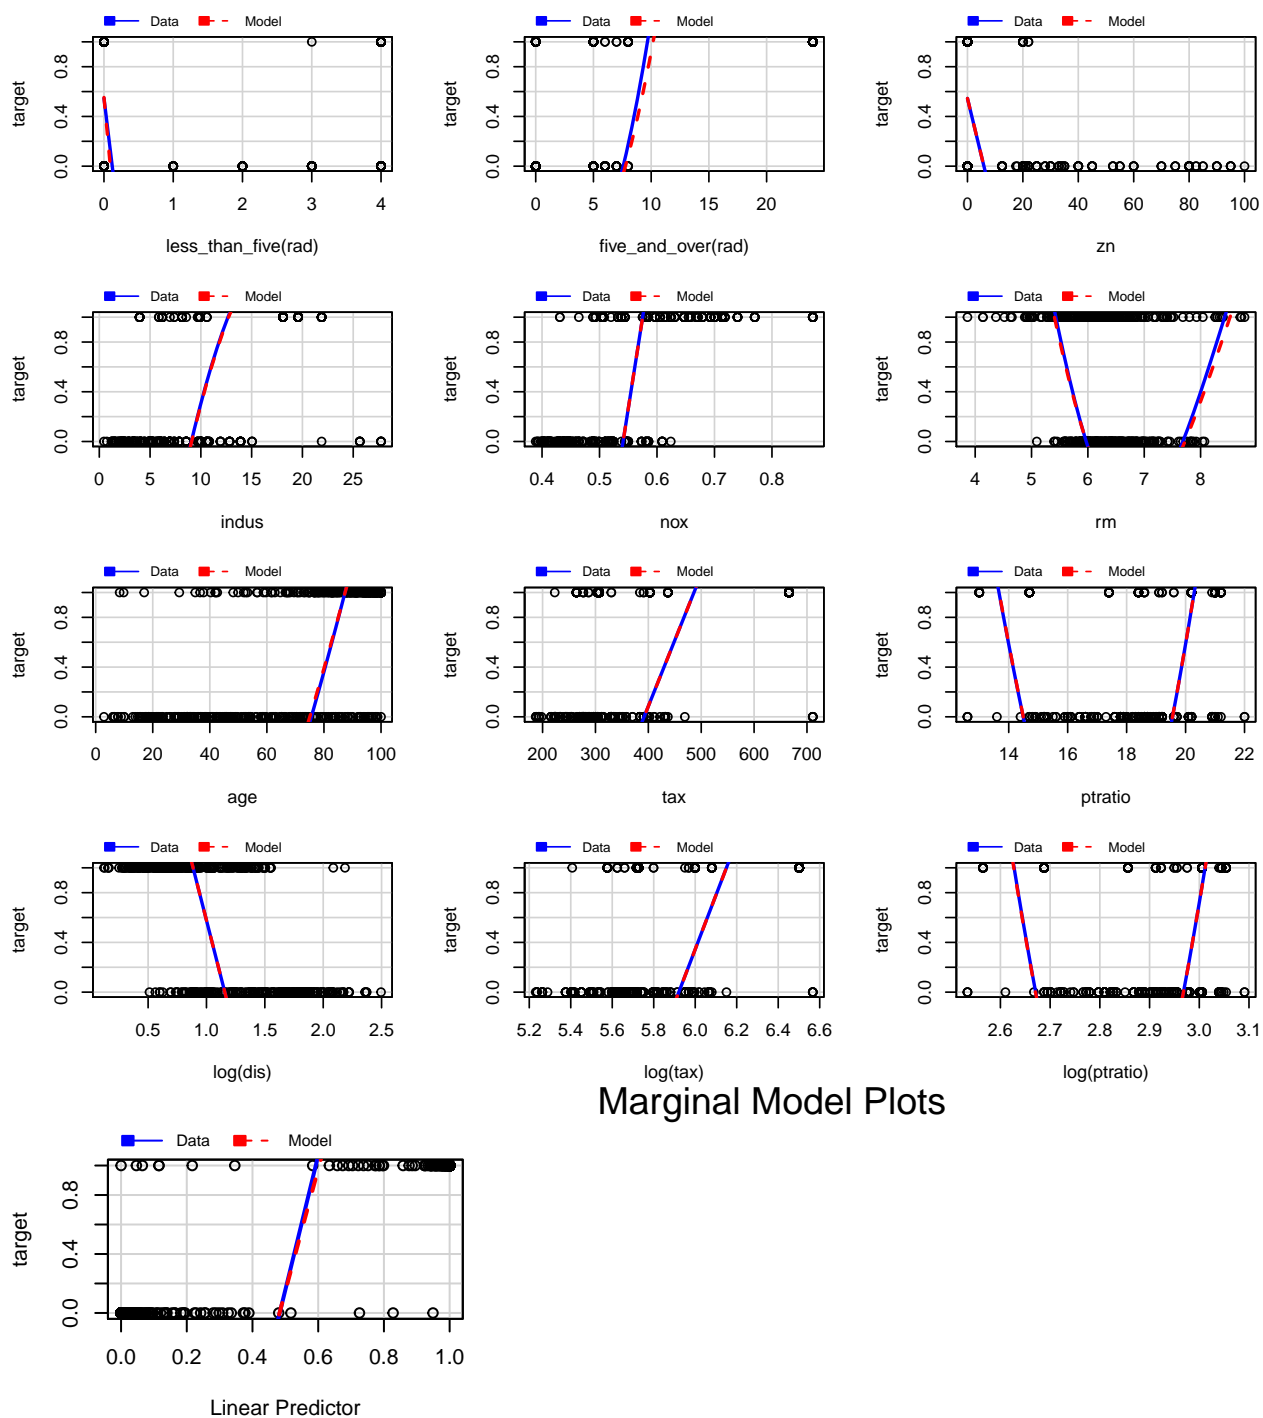 Data Model Data Model Data Model
target 0.0 0.4 0.8 target 0.0 0.4 0.8 target 0.0 0.4 0.8
0 1 2 3 4 0 5 10 15 20 0 20 40 60 80 100
less_than_five(rad) five_and_over(rad) zn
Data Model Data Model Data Model
target 0.0 0.4 0.8 target 0.0 0.4 0.8 target 0.0 0.4 0.8
0 5 10 15 20 25 0.4 0.5 0.6 0.7 0.8 4 5 6 7 8
indus nox rm
Data Model Data Model Data Model
target 0.0 0.4 0.8 target 0.0 0.4 0.8 target 0.0 0.4 0.8
0 20 40 60 80 100 200 300 400 500 600 700 14 16 18 20 22
age tax ptratio
Data Model Data Model Data Model
target 0.0 0.4 0.8 target 0.0 0.4 0.8 target 0.0 0.4 0.8
0.5 1.0 1.5 2.0 2.5 5.2 5.4 5.6 5.8 6.0 6.2 6.4 6.6 2.6 2.7 2.8 2.9 3.0 3.1
log(dis) log(tax) log(ptratio)
Marginal Model Plots
Data Model
target 0.0 0.4 0.8
0.0 0.2 0.4 0.6 0.8 1.0
Linear Predictor